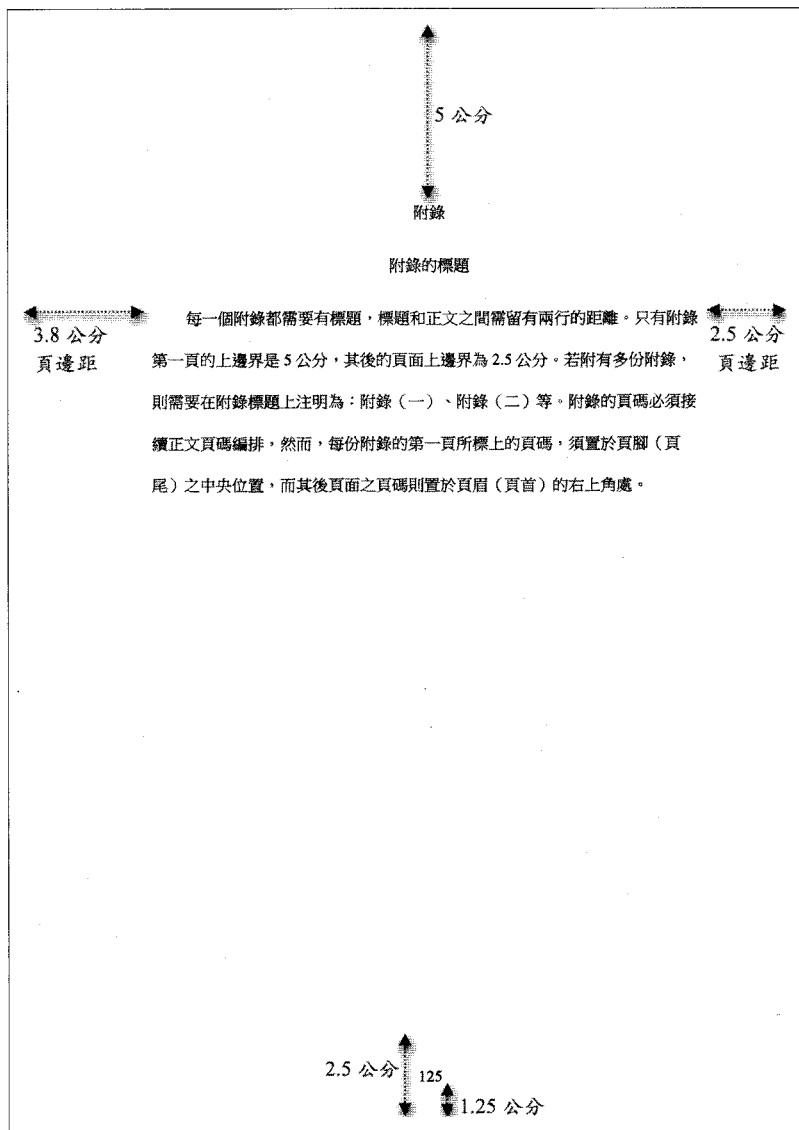 5 公分
附錄
附錄的標題
每一個附錄都需要有標題，標題和正文之間需留有兩行的距離。只有附錄
第一頁的上邊界是 5 公分，其後的頁面上邊界為 2.5 公分。若附有多份附錄，
則需要在附錄標題上注明為：附錄（一）、附錄（二）等。附錄的頁碼必須接
續正文頁碼編排，然而，每份附錄的第一頁所標上的頁碼，須置於頁腳（頁
尾）之中央位置，而其後頁面之頁碼則置於頁眉（頁首）的右上角處。
3.8 公分
頁邊距
2.5 公分
頁邊距
2.5 公分
125
1.25 公分